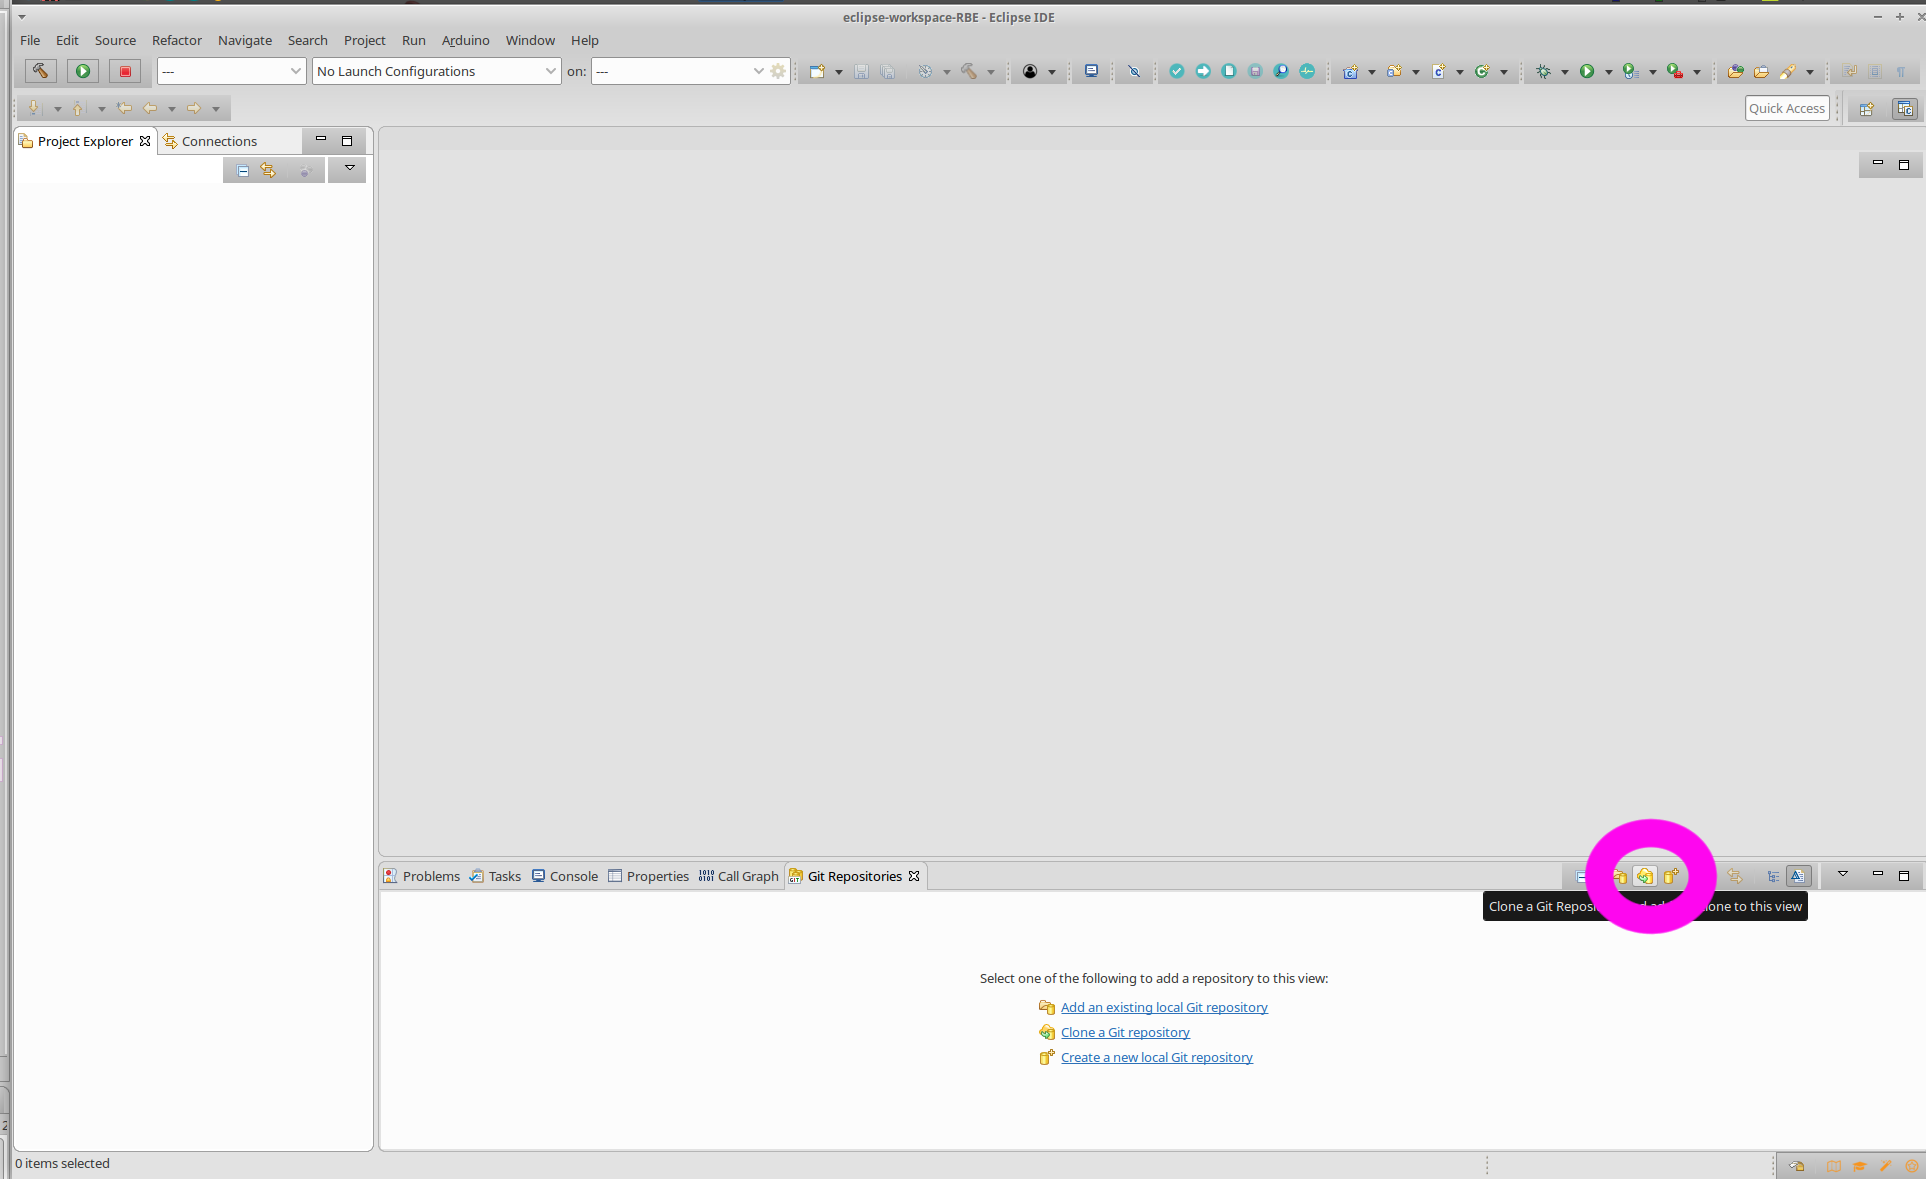 eclipse-workspace-RBE - Eclipse IDE
File Edit Source Refactor Navigate Search Project Run Arduino Window Help
--- No Launch Configurations on: ---
Quick Access
Project Explorer Connections
Problems Tasks Console Properties Call Graph Git Repositories
Clone a Git one to this view
Select one of the following to add a repository to this view:
Add an existing local Git repository
Clone a Git repository
Create a new local Git repository
0 items selected